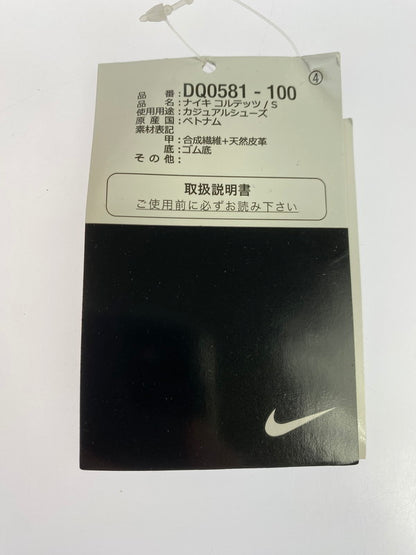 ④
品番:DQ0581-100
品名:ナイキ コルテッツ/S
使用用途:カジュアルシューズ
原産国:ベトナム
素材表記
甲:合成繊維+天然皮革
底:ゴム底
その他:
取扱説明書
ご使用前に必ずお読み下さい